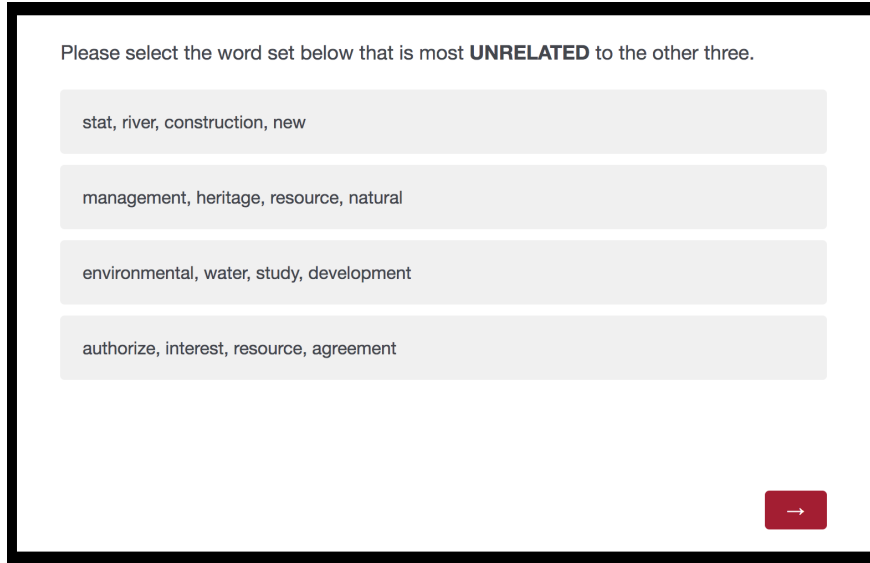 Please select the word set below that is most UNRELATED to the other three.
stat, river, construction, new
management, heritage, resource, natural
environmental, water, study, development
authorize, interest, resource, agreement
→